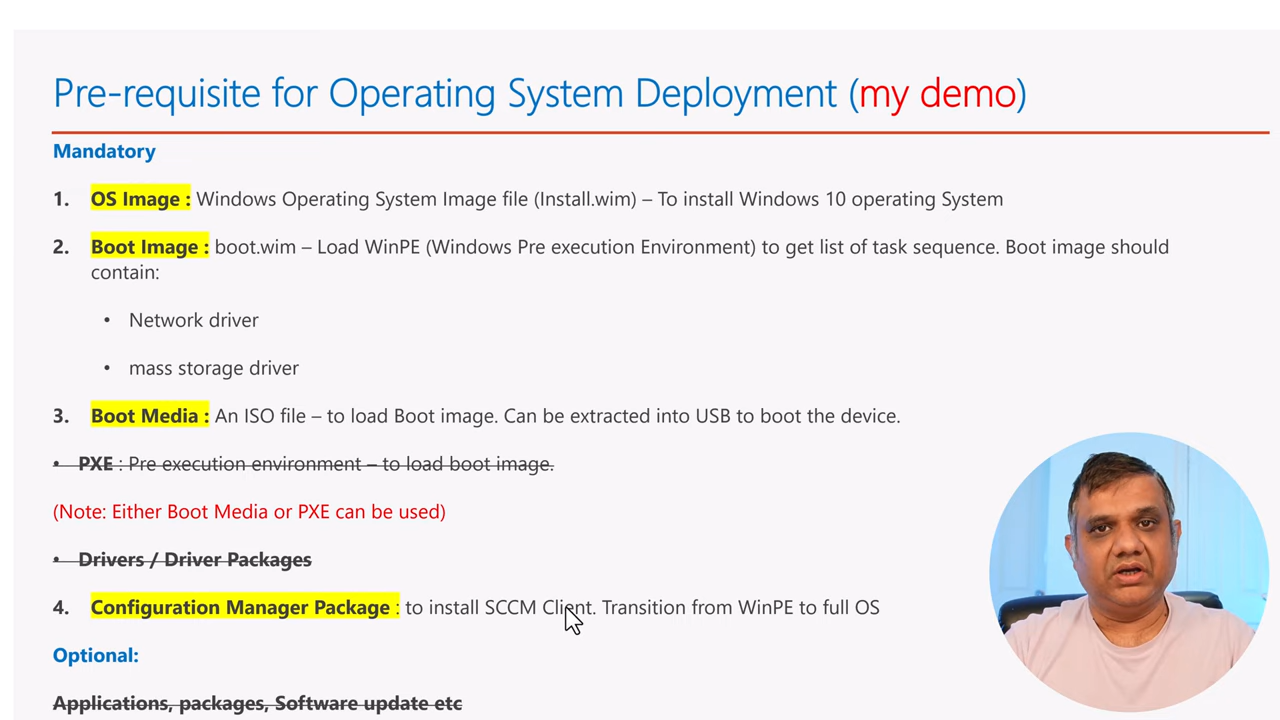 Pre-requisite for Operating System Deployment (my demo)
Mandatory
1. OS Image : Windows Operating System Image file (Install.wim) – To install Windows 10 operating System
2. Boot Image : boot.wim – Load WinPE (Windows Pre execution Environment) to get list of task sequence. Boot image should
contain:
• Network driver
• mass storage driver
3. Boot Media : An ISO file – to load Boot image. Can be extracted into USB to boot the device.
• PXE : Pre execution environment – to load boot image.
(Note: Either Boot Media or PXE can be used)
• Drivers / Driver Packages
4. Configuration Manager Package : to install SCCM Client. Transition from WinPE to full OS
Optional:
Applications, packages, Software update etc